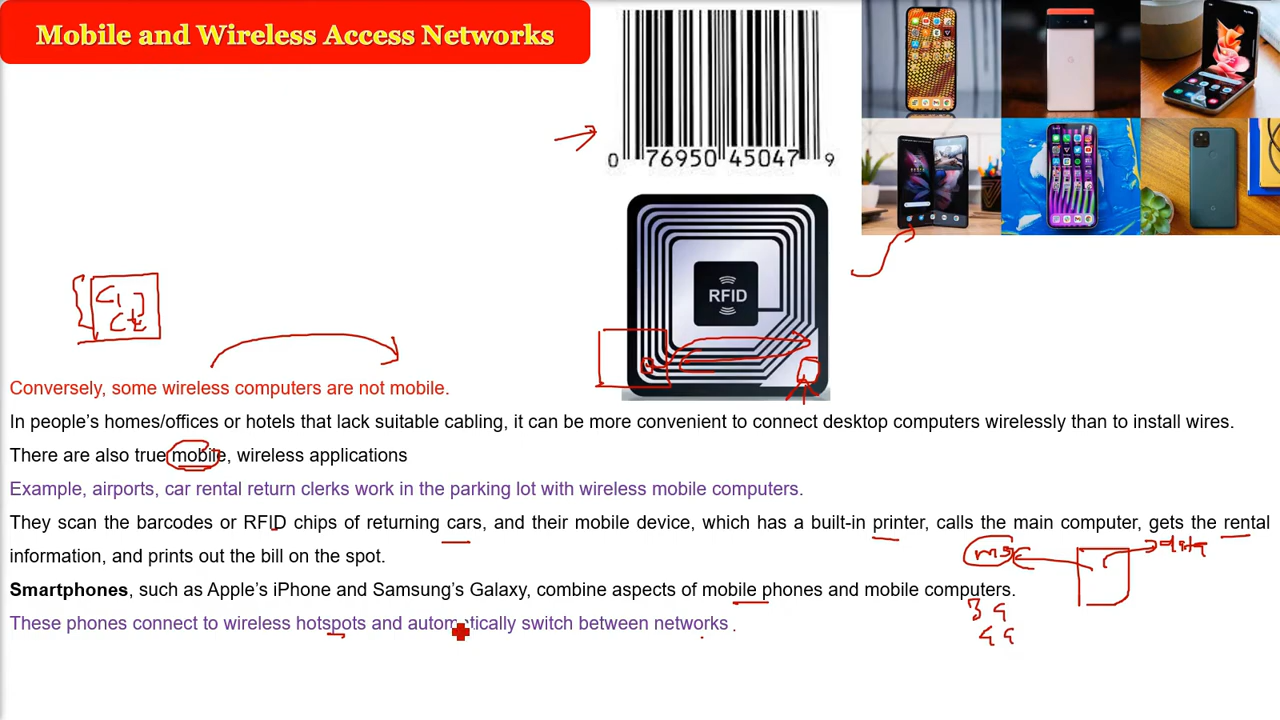 Mobile and Wireless Access Networks
0 76950 45047 9
RFID
Conversely, some wireless computers are not mobile.
In people’s homes/offices or hotels that lack suitable cabling, it can be more convenient to connect desktop computers wirelessly than to install wires.
There are also true mobile, wireless applications
Example, airports, car rental return clerks work in the parking lot with wireless mobile computers.
They scan the barcodes or RFID chips of returning cars, and their mobile device, which has a built-in printer, calls the main computer, gets the rental
information, and prints out the bill on the spot.
data
Smartphones, such as Apple’s iPhone and Samsung’s Galaxy, combine aspects of mobile phones and mobile computers.
3G
4G
These phones connect to wireless hotspots and automatically switch between networks .